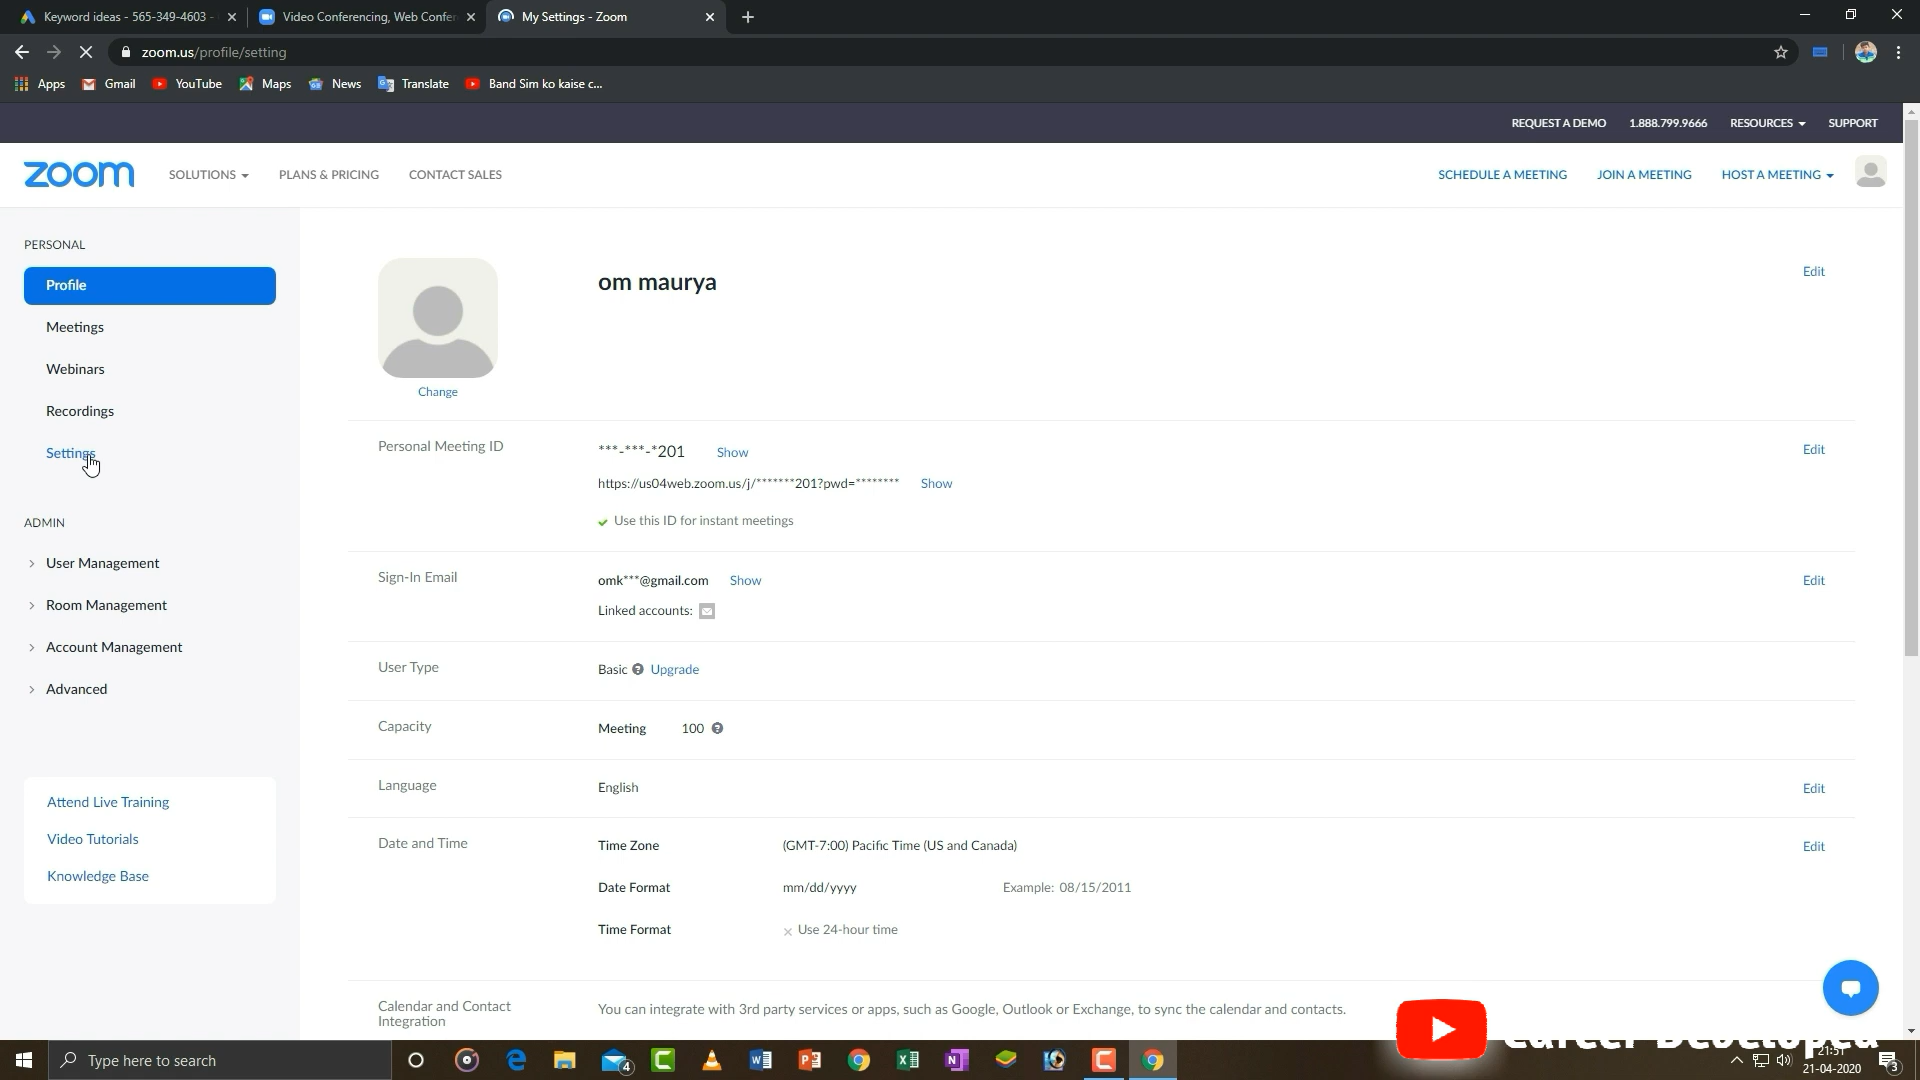 Keyword ideas - 565-349-4603 -
Video Conferencing, Web Confer
My Settings - Zoom
zoom.us/profile/setting
Apps
Gmail
YouTube
Maps
News
Translate
Band Sim ko kaise c...
REQUEST A DEMO
1.888.799.9666
RESOURCES
SUPPORT
zoom
SOLUTIONS
PLANS & PRICING
CONTACT SALES
SCHEDULE A MEETING
JOIN A MEETING
HOST A MEETING
PERSONAL
Profile
Meetings
Webinars
Recordings
Settings
ADMIN
User Management
Room Management
Account Management
Advanced
Attend Live Training
Video Tutorials
Knowledge Base
om maurya
Edit
Change
Personal Meeting ID
***-***-*201 Show
Edit
https://us04web.zoom.us/j/*******201?pwd=******** Show
Use this ID for instant meetings
Sign-In Email
omk***@gmail.com Show
Edit
Linked accounts:
User Type
Basic Upgrade
Capacity
Meeting 100
Language
English
Edit
Date and Time
Time Zone (GMT-7:00) Pacific Time (US and Canada)
Edit
Date Format mm/dd/yyyy Example: 08/15/2011
Time Format Use 24-hour time
Calendar and Contact
Integration
You can integrate with 3rd party services or apps, such as Google, Outlook or Exchange, to sync the calendar and contacts.
Type here to search
4
Career Developed
21:51
21-04-2020
3